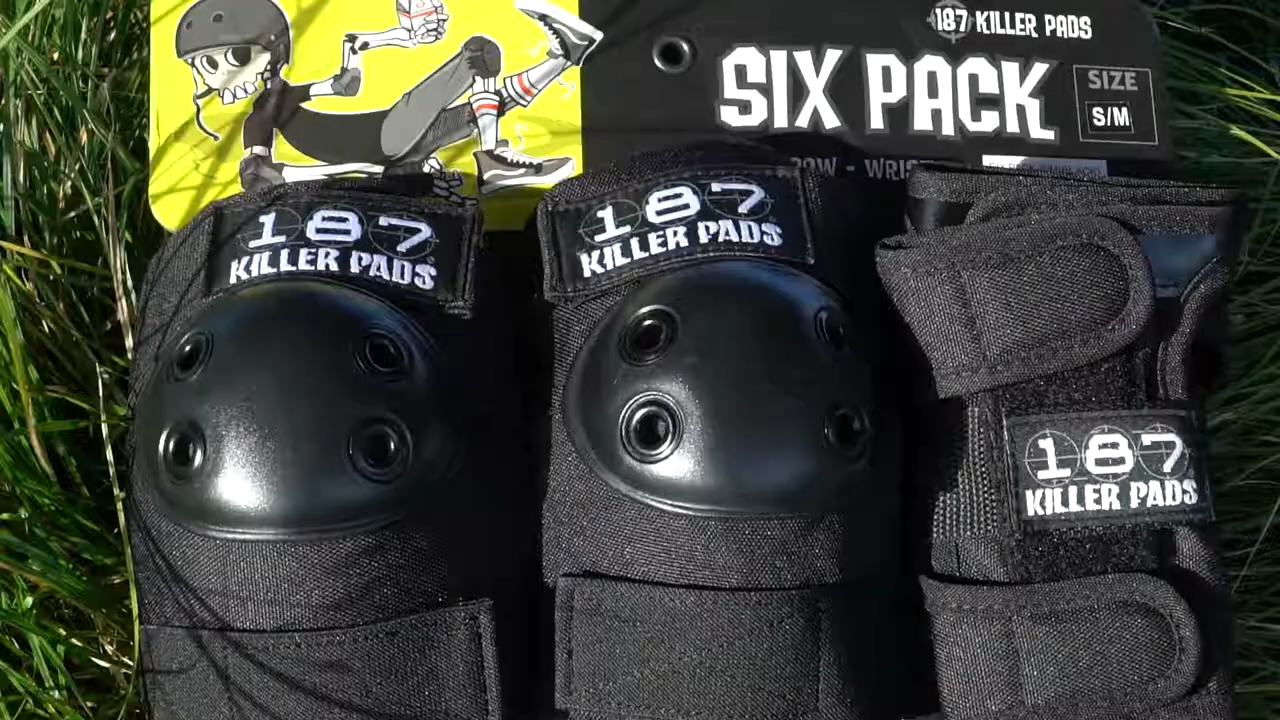 187 KILLER PADS
SIX PACK
SIZE
S/M
187
KILLER PADS
187
KILLER PADS
187
KILLER PADS